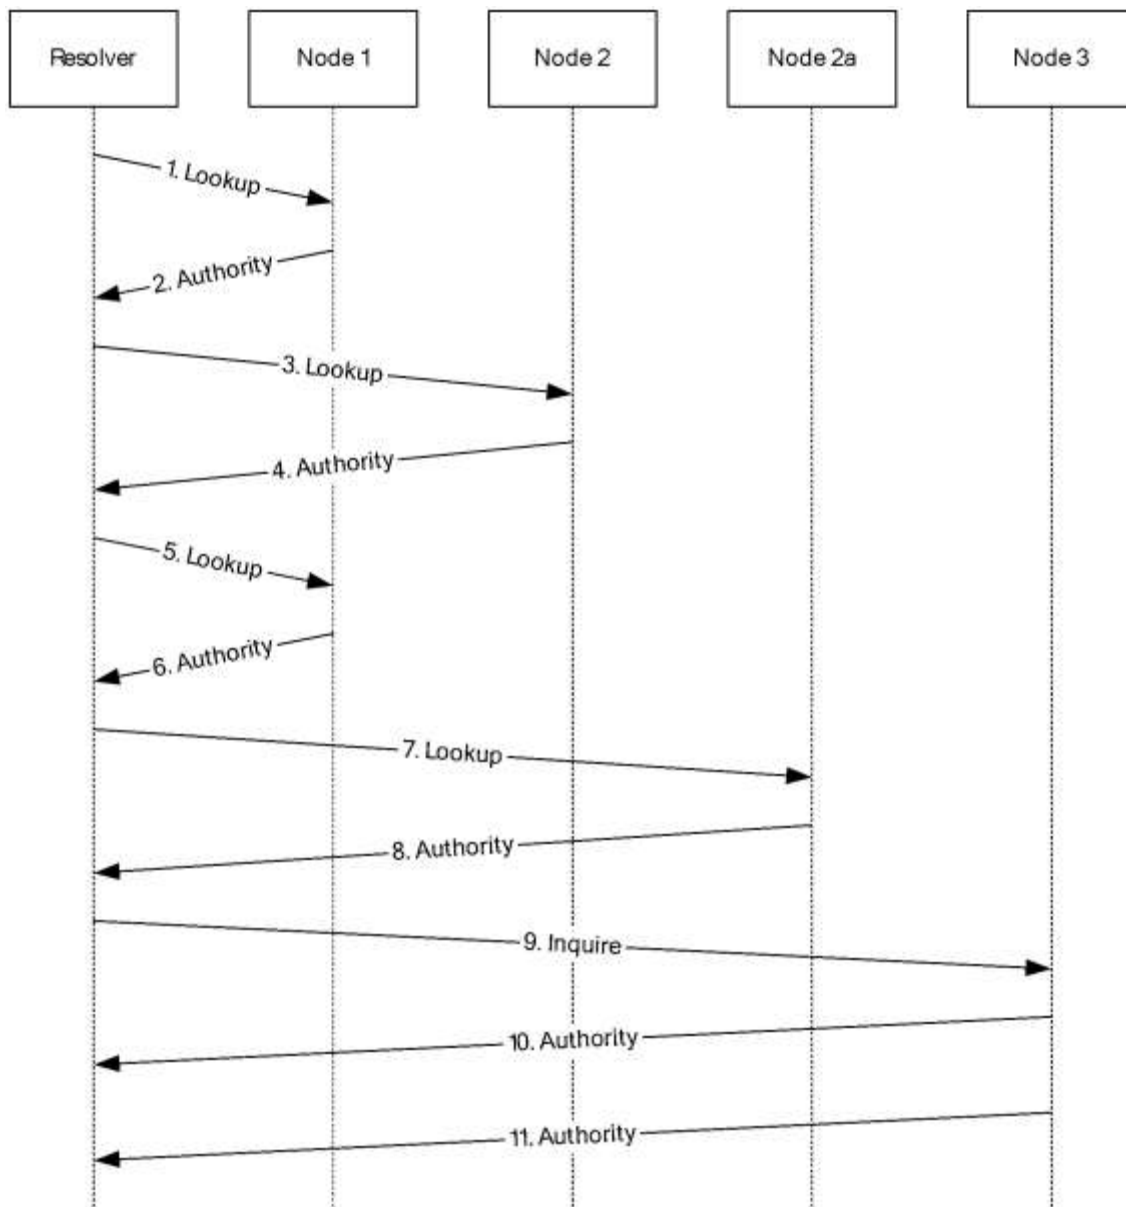 Resolver
Node 1
Node 2
Node 2a
Node 3
1. Lookup
2. Authority
3. Lookup
4. Authority
5. Lookup
6. Authority
7. Lookup
8. Authority
9. Inquire
10. Authority
11. Authority